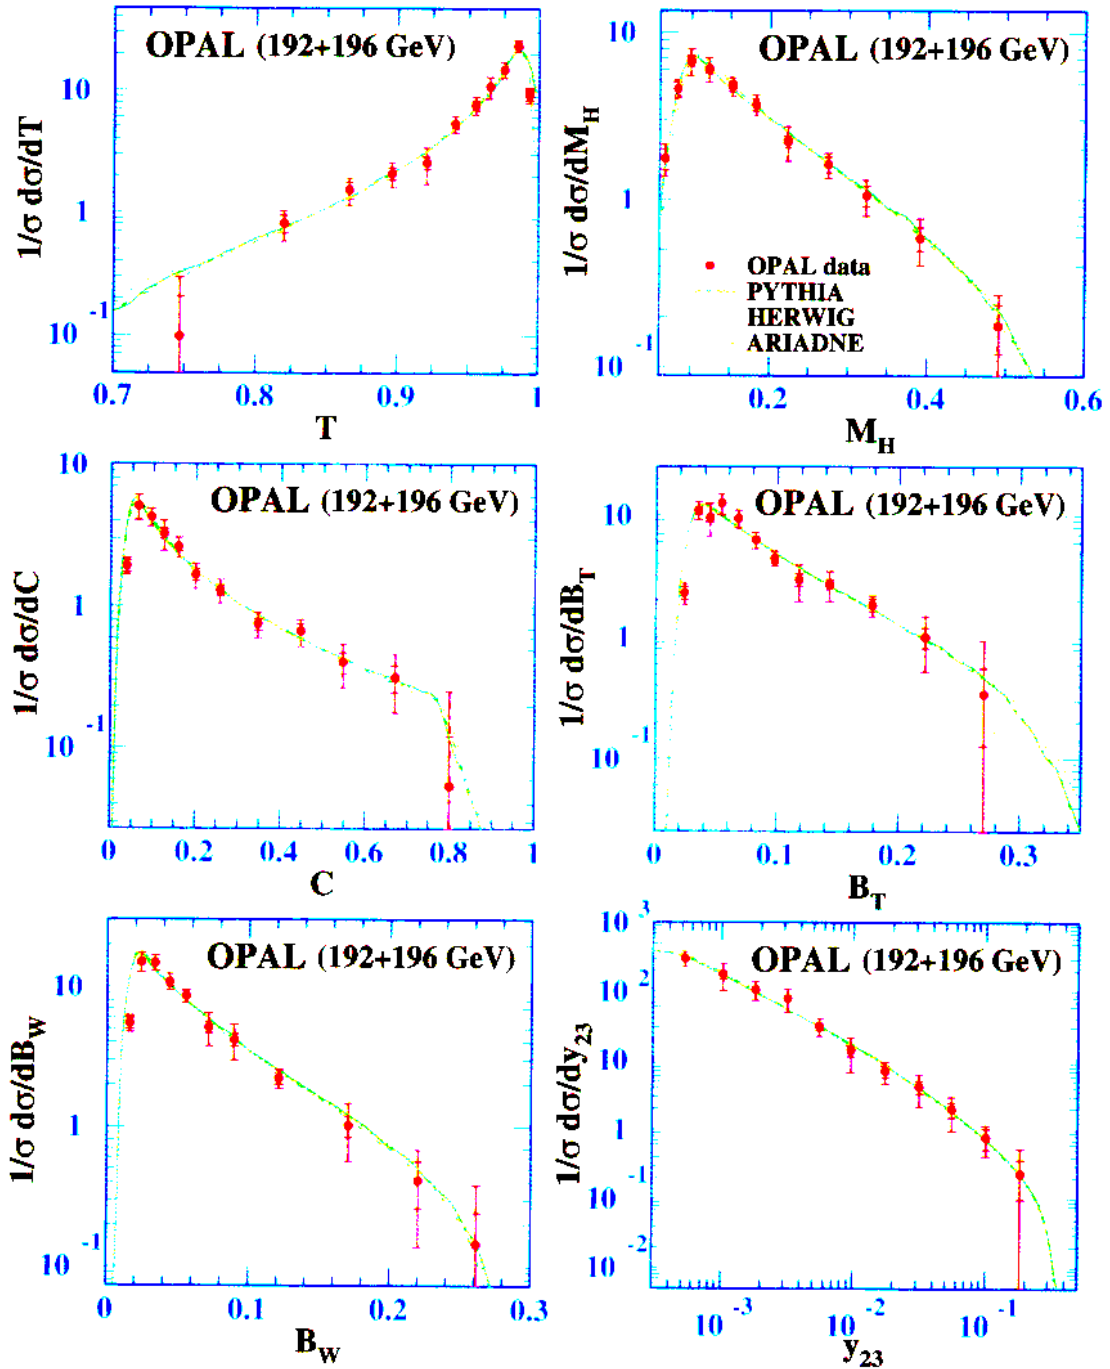 OPAL (192+196 GeV)
1/σ dσ/dT
10
1
10 -1
0.7 0.8 0.9 1
T
OPAL (192+196 GeV)
1/σ dσ/dM_H
10
1
10 -1
OPAL data
PYTHIA
HERWIG
ARIADNE
0.2 0.4 0.6
M_H
OPAL (192+196 GeV)
1/σ dσ/dC
10
1
10 -1
0 0.2 0.4 0.6 0.8 1
C
OPAL (192+196 GeV)
1/σ dσ/dB_T
10
1
10 -1
0 0.1 0.2 0.3
B_T
OPAL (192+196 GeV)
1/σ dσ/dB_W
10
1
10 -1
0 0.1 0.2 0.3
B_W
OPAL (192+196 GeV)
1/σ dσ/dy_23
10 3
10 2
10
1
10 -1
10 -2
10 -3 10 -2 10 -1
y_23